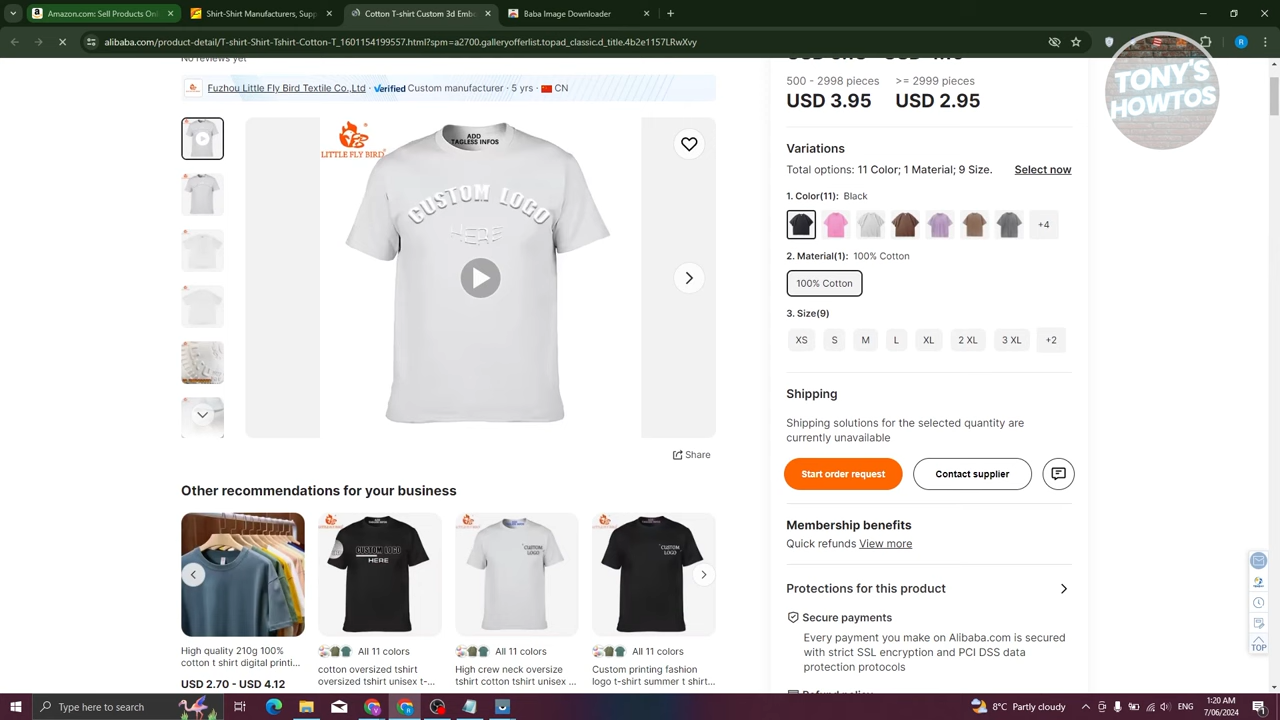 Amazon.com: Sell Products Onl
Shirt-Manufacturers, Supp
Cotton T-shirt Custom 3d Emb
Baba Image Downloader
alibaba.com/product-detail/T-shirt-Shirt-Tshirt-Cotton-T_1601154199557.html?spm=a2700.galleryofferlist.topad_classic.d_title.4b2e1157LRwXvy
R
No reviews yet
Fuzhou Little Fly Bird Textile Co.,Ltd · Verified Custom manufacturer · 5 yrs · CN
500 - 2998 pieces
>= 2999 pieces
USD 3.95
USD 2.95
TONY'S
HOWTOS
Variations
Total options: 11 Color; 1 Material; 9 Size.
Select now
1. Color(11): Black
+4
2. Material(1): 100% Cotton
100% Cotton
3. Size(9)
XS
S
M
L
XL
2 XL
3 XL
+2
Shipping
Shipping solutions for the selected quantity are
currently unavailable
Start order request
Contact supplier
Membership benefits
Quick refunds View more
Protections for this product
Secure payments
Every payment you make on Alibaba.com is secured
with strict SSL encryption and PCI DSS data
protection protocols
Refund policy
LITTLE FLY BIRD
ADD
TAGLESS INFOS
CUSTOM LOGO
HERE
Share
Other recommendations for your business
CUSTOM LOGO
HERE
CUSTOM
LOGO
CUSTOM
LOGO
High quality 210g 100%
cotton t shirt digital printi...
USD 2.70 - USD 4.12
All 11 colors
cotton oversized tshirt
oversized tshirt unisex t-...
All 11 colors
High crew neck oversize
tshirt cotton tshirt unisex ...
All 11 colors
Custom printing fashion
logo t-shirt summer t shirt...
TOP
Type here to search
8°C Partly cloudy
ENG
1:20 AM
7/06/2024